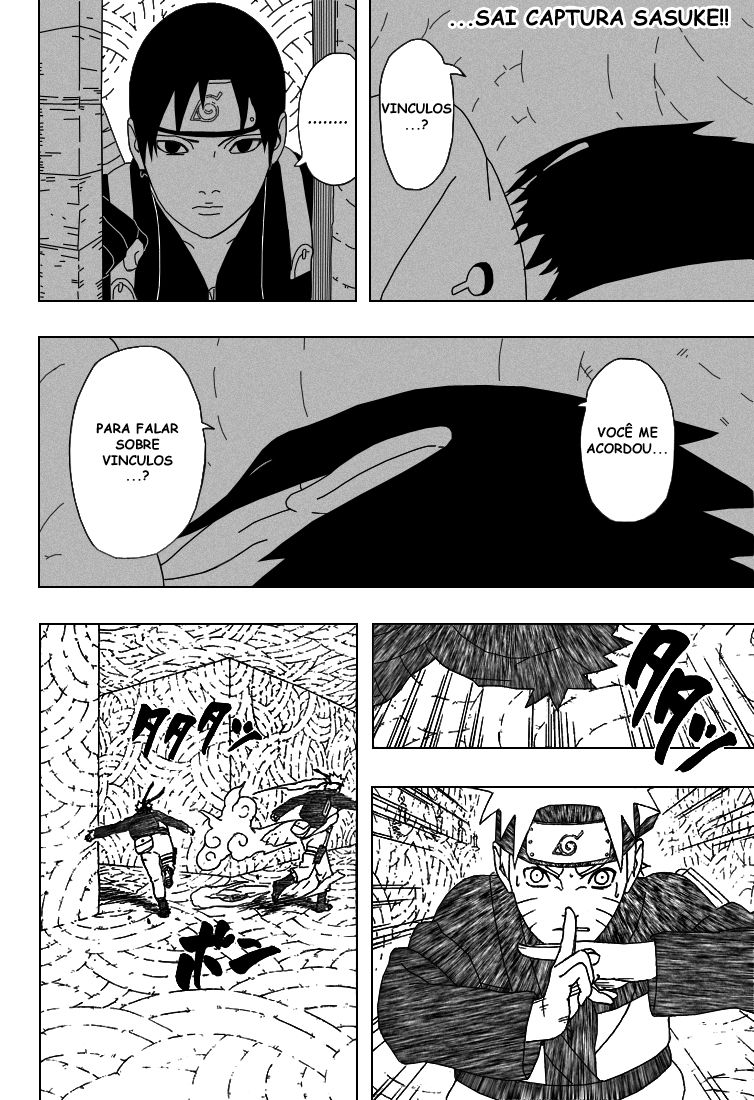 ...SAI CAPTURA SASUKE!!
VINCULOS
...?
........
VOCÊ ME
ACORDOU...
PARA FALAR
SOBRE
VINCULOS
...?
タタタッ
タタタッ
ボン